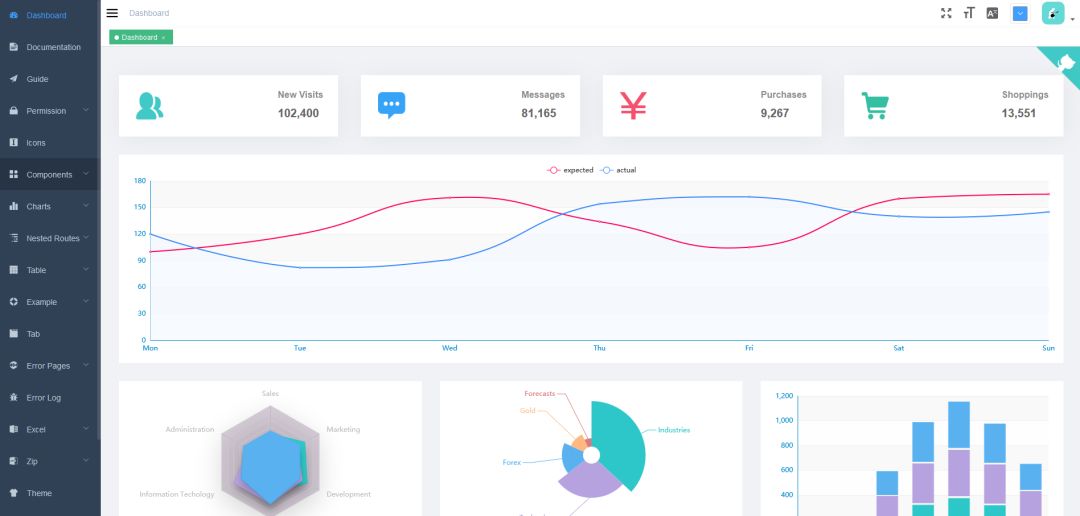 Dashboard
Documentation
Guide
Permission
Icons
Components
Charts
Nested Routes
Table
Example
Tab
Error Pages
Error Log
Excel
Zip
Theme
Dashboard
Dashboard ×
New Visits
102,400
Messages
81,165
Purchases
9,267
Shoppings
13,551
expected actual
180
150
120
90
60
30
0
Mon Tue Wed Thu Fri Sat Sun
Sales
Administration
Marketing
Information Techology
Development
Forecasts
Gold
Industries
Forex
1,200
1,000
800
600
400